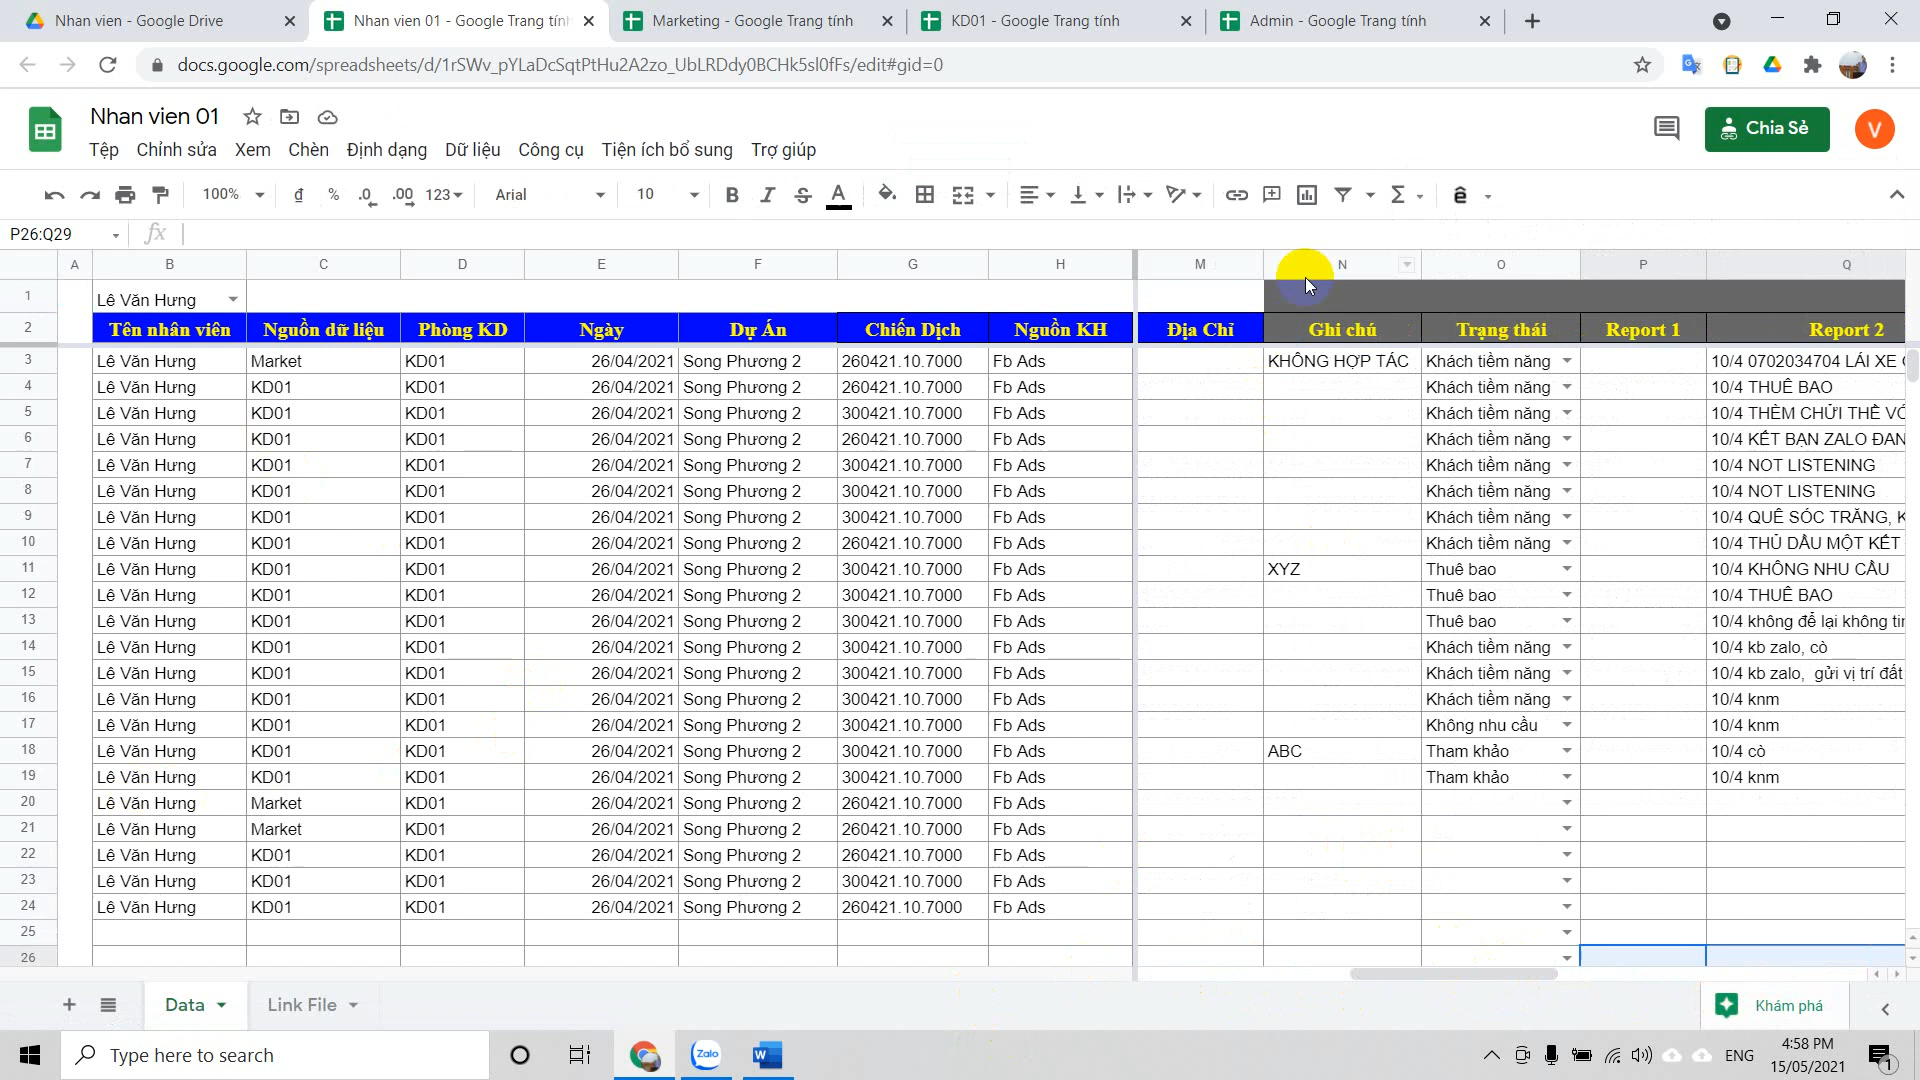 Nhan vien - Google Drive
Nhan vien 01 - Google Trang tính
Marketing - Google Trang tính
KD01 - Google Trang tính
Admin - Google Trang tính
docs.google.com/spreadsheets/d/1rSWv_pYLaDcSqtPtHu2A2zo_UbLRDdy0BCHk5sl0fFs/edit#gid=0
Nhan vien 01
Chia Sẻ
V
Tệp Chỉnh sửa Xem Chèn Định dạng Dữ liệu Công cụ Tiện ích bổ sung Trợ giúp
100% đ % .0 .00 123 Arial 10 B I S A Σ ê
P26:Q29 fx
A B C D E F G H M N O P Q
1 Lê Văn Hưng
2 Tên nhân viên Nguồn dữ liệu Phòng KD Ngày Dự Án Chiến Dịch Nguồn KH Địa Chỉ Ghi chú Trạng thái Report 1 Report 2
3 Lê Văn Hưng Market KD01 26/04/2021 Song Phương 2 260421.10.7000 Fb Ads KHÔNG HỢP TÁC Khách tiềm năng 10/4 0702034704 LÁI XE
4 Lê Văn Hưng KD01 KD01 26/04/2021 Song Phương 2 260421.10.7000 Fb Ads Khách tiềm năng 10/4 THUÊ BAO
5 Lê Văn Hưng KD01 KD01 26/04/2021 Song Phương 2 300421.10.7000 Fb Ads Khách tiềm năng 10/4 THÈM CHỬI THỀ
6 Lê Văn Hưng KD01 KD01 26/04/2021 Song Phương 2 260421.10.7000 Fb Ads Khách tiềm năng 10/4 KẾT BẠN ZALO ĐAN
7 Lê Văn Hưng KD01 KD01 26/04/2021 Song Phương 2 300421.10.7000 Fb Ads Khách tiềm năng 10/4 NOT LISTENING
8 Lê Văn Hưng KD01 KD01 26/04/2021 Song Phương 2 300421.10.7000 Fb Ads Khách tiềm năng 10/4 NOT LISTENING
9 Lê Văn Hưng KD01 KD01 26/04/2021 Song Phương 2 300421.10.7000 Fb Ads Khách tiềm năng 10/4 QUÊ SÓC TRĂNG,
10 Lê Văn Hưng KD01 KD01 26/04/2021 Song Phương 2 260421.10.7000 Fb Ads Khách tiềm năng 10/4 THỦ DẦU MỘT KẾT
11 Lê Văn Hưng KD01 KD01 26/04/2021 Song Phương 2 300421.10.7000 Fb Ads XYZ Thuê bao 10/4 KHÔNG NHU CẦU
12 Lê Văn Hưng KD01 KD01 26/04/2021 Song Phương 2 300421.10.7000 Fb Ads Thuê bao 10/4 THUÊ BAO
13 Lê Văn Hưng KD01 KD01 26/04/2021 Song Phương 2 300421.10.7000 Fb Ads Thuê bao 10/4 không để lại không tin
14 Lê Văn Hưng KD01 KD01 26/04/2021 Song Phương 2 300421.10.7000 Fb Ads Khách tiềm năng 10/4 kb zalo, cò
15 Lê Văn Hưng KD01 KD01 26/04/2021 Song Phương 2 300421.10.7000 Fb Ads Khách tiềm năng 10/4 kb zalo, gửi vị trí đất
16 Lê Văn Hưng KD01 KD01 26/04/2021 Song Phương 2 300421.10.7000 Fb Ads Khách tiềm năng 10/4 knm
17 Lê Văn Hưng KD01 KD01 26/04/2021 Song Phương 2 300421.10.7000 Fb Ads Không nhu cầu 10/4 knm
18 Lê Văn Hưng KD01 KD01 26/04/2021 Song Phương 2 300421.10.7000 Fb Ads ABC Tham khảo 10/4 cò
19 Lê Văn Hưng KD01 KD01 26/04/2021 Song Phương 2 300421.10.7000 Fb Ads Tham khảo 10/4 knm
20 Lê Văn Hưng Market KD01 26/04/2021 Song Phương 2 260421.10.7000 Fb Ads
21 Lê Văn Hưng Market KD01 26/04/2021 Song Phương 2 260421.10.7000 Fb Ads
22 Lê Văn Hưng KD01 KD01 26/04/2021 Song Phương 2 260421.10.7000 Fb Ads
23 Lê Văn Hưng KD01 KD01 26/04/2021 Song Phương 2 300421.10.7000 Fb Ads
24 Lê Văn Hưng KD01 KD01 26/04/2021 Song Phương 2 260421.10.7000 Fb Ads
25
26
Data Link File Khám phá
Type here to search
Zalo
W
ENG
4:58 PM
15/05/2021
1